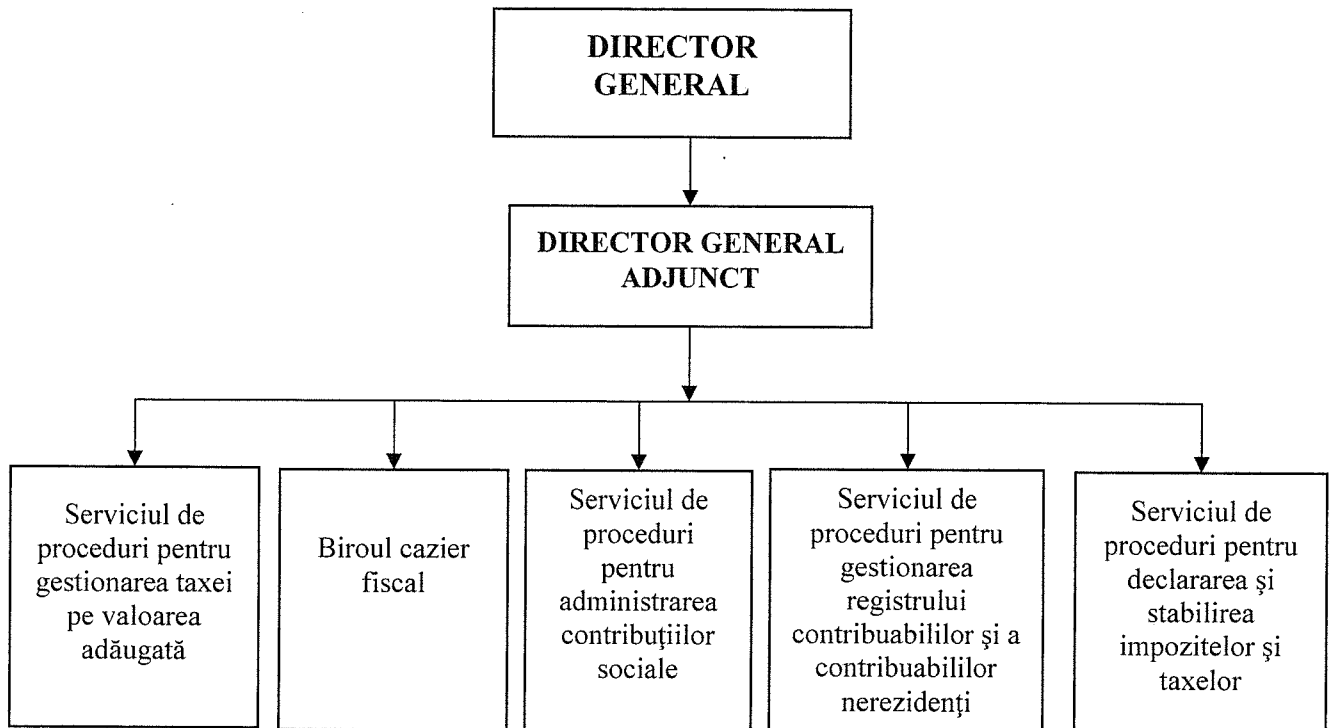 DIRECTOR
GENERAL
DIRECTOR GENERAL
ADJUNCT
Serviciul de
proceduri pentru
gestionarea taxei
pe valoarea
adăugată
Biroul cazier
fiscal
Serviciul de
proceduri
pentru
administrarea
contribuţiilor
sociale
Serviciul de
proceduri pentru
gestionarea
registrului
contribuabililor şi a
contribuabililor
nerezidenţi
Serviciul de
proceduri pentru
declararea şi
stabilirea
impozitelor şi
taxelor